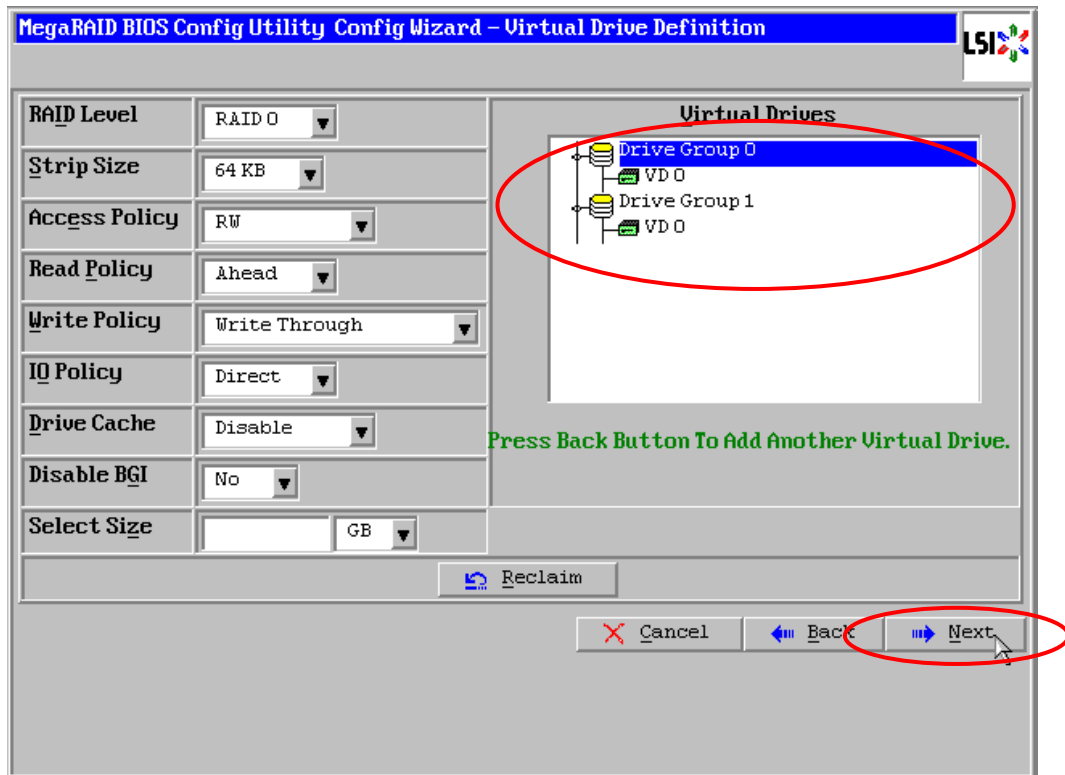 MegaRAID BIOS Config Utility Config Wizard – Virtual Drive Definition
LSI
RAID Level
RAID 0
Strip Size
64 KB
Access Policy
RW
Read Policy
Ahead
Write Policy
Write Through
IO Policy
Direct
Drive Cache
Disable
Disable BGI
No
Select Size
GB
Virtual Drives
Drive Group 0
VD 0
Drive Group 1
VD 0
Press Back Button To Add Another Virtual Drive.
Reclaim
Cancel
Back
Next